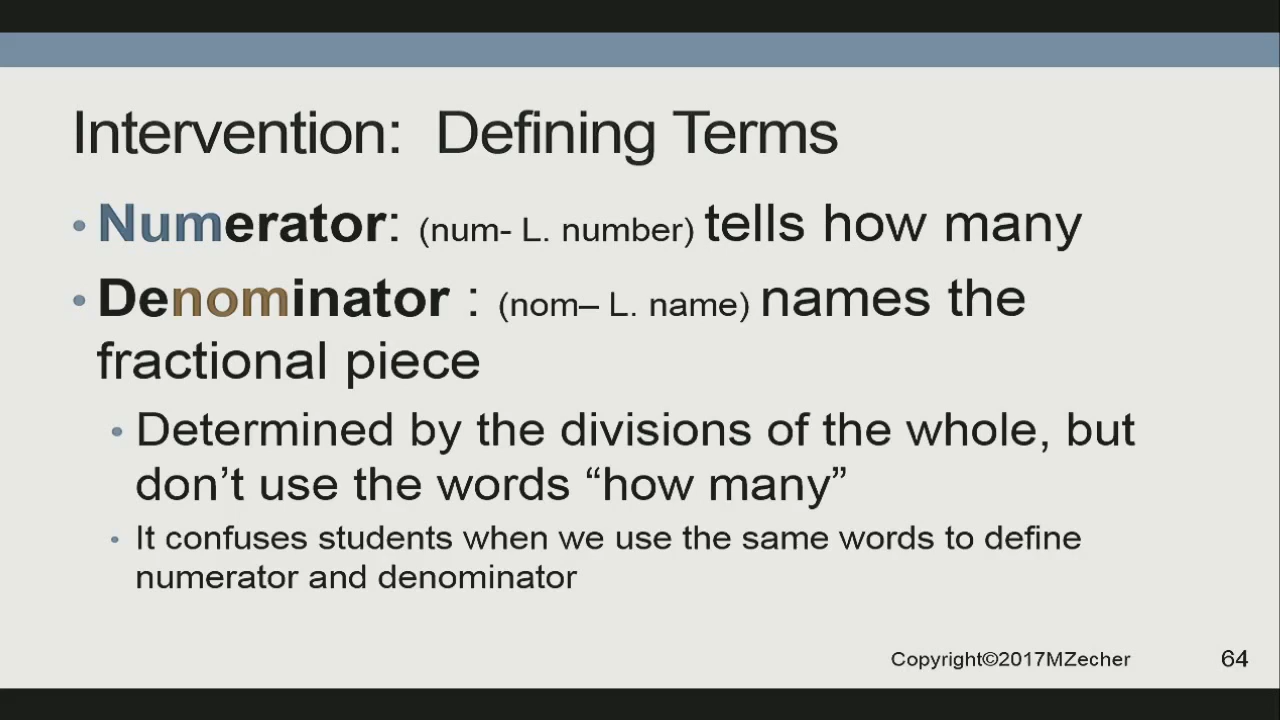 Intervention: Defining Terms
• Numerator: (num- L. number) tells how many
• Denominator : (nom– L. name) names the
fractional piece
• Determined by the divisions of the whole, but
don’t use the words “how many”
• It confuses students when we use the same words to define
numerator and denominator
Copyright©2017MZecher 64